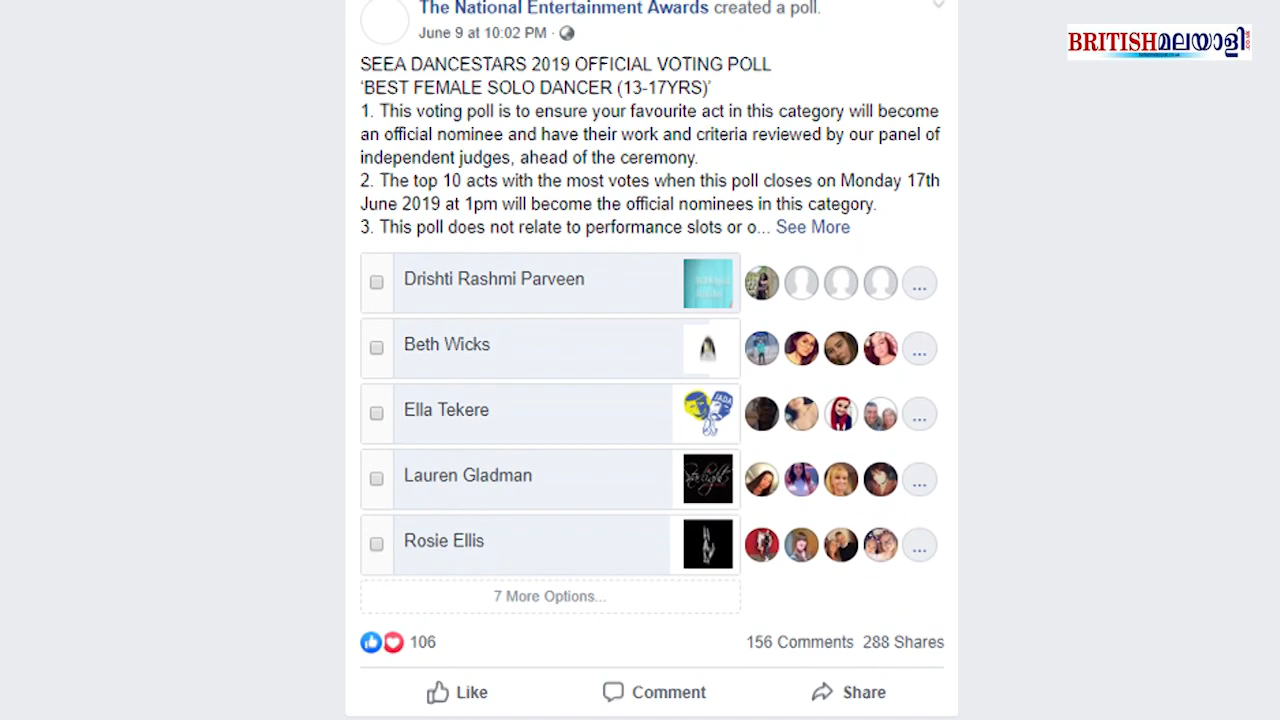 The National Entertainment Awards created a poll.
June 9 at 10:02 PM ·
BRITISHമലയാളി.co.uk
SEEA DANCESTARS 2019 OFFICIAL VOTING POLL
‘BEST FEMALE SOLO DANCER (13-17YRS)’
1. This voting poll is to ensure your favourite act in this category will become
an official nominee and have their work and criteria reviewed by our panel of
independent judges, ahead of the ceremony.
2. The top 10 acts with the most votes when this poll closes on Monday 17th
June 2019 at 1pm will become the official nominees in this category.
3. This poll does not relate to performance slots or o... See More
Drishti Rashmi Parveen
...
Beth Wicks
...
Ella Tekere
JADA
...
Lauren Gladman
Starlight
...
Rosie Ellis
...
7 More Options...
106
156 Comments 288 Shares
Like
Comment
Share